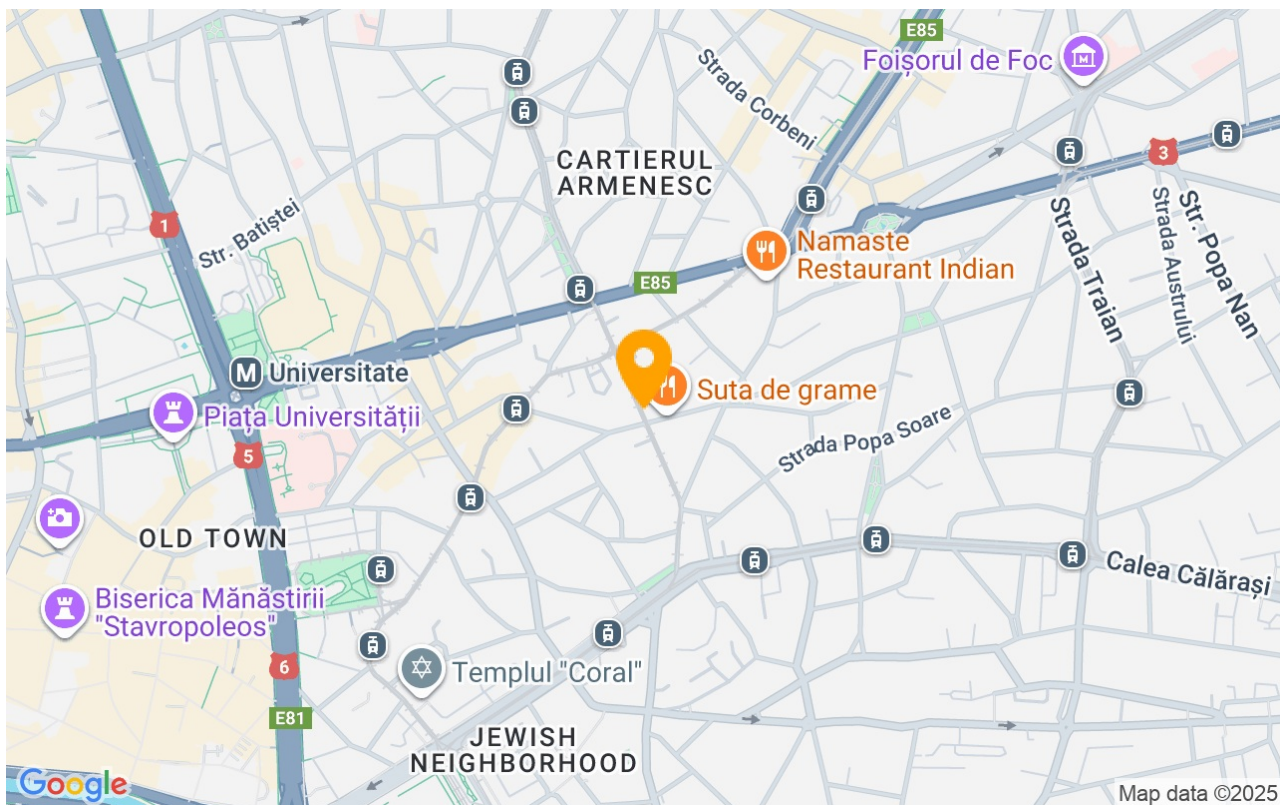 E85
Foișorul de Foc
Strada Corbeni
3
CARTIERUL
ARMENESC
Strada Traian
Strada Austrului
Str. Popa Nan
1
Str. Batiștei
Namaste
Restaurant Indian
E85
M Universitate
Piața Universității
Suta de grame
Strada Popa Soare
5
OLD TOWN
Calea Călărași
Biserica Mănăstirii
"Stavropoleos"
6
Templul "Coral"
E81
JEWISH
NEIGHBORHOOD
Google
Map data ©2025